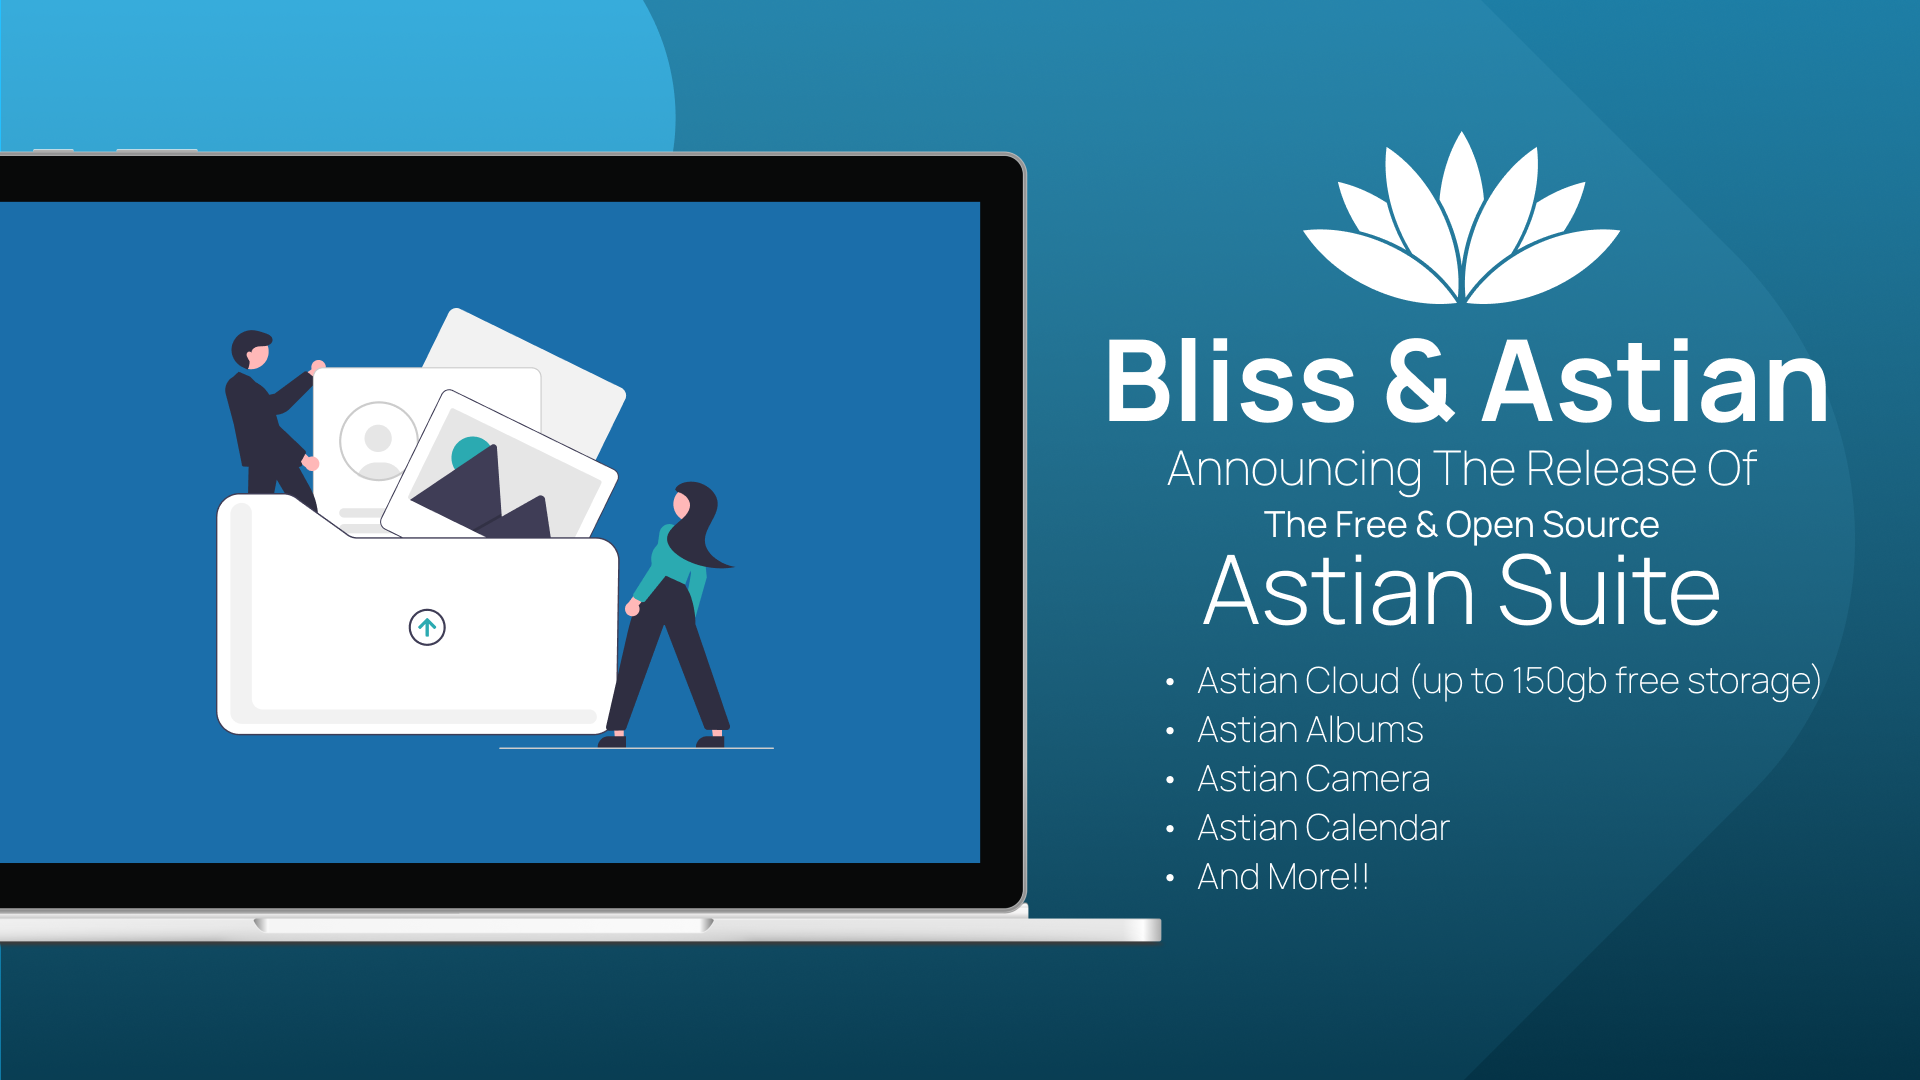 Bliss & Astian
Announcing The Release Of
The Free & Open Source
Astian Suite
• Astian Cloud (up to 150gb free storage)
• Astian Albums
• Astian Camera
• Astian Calendar
• And More!!